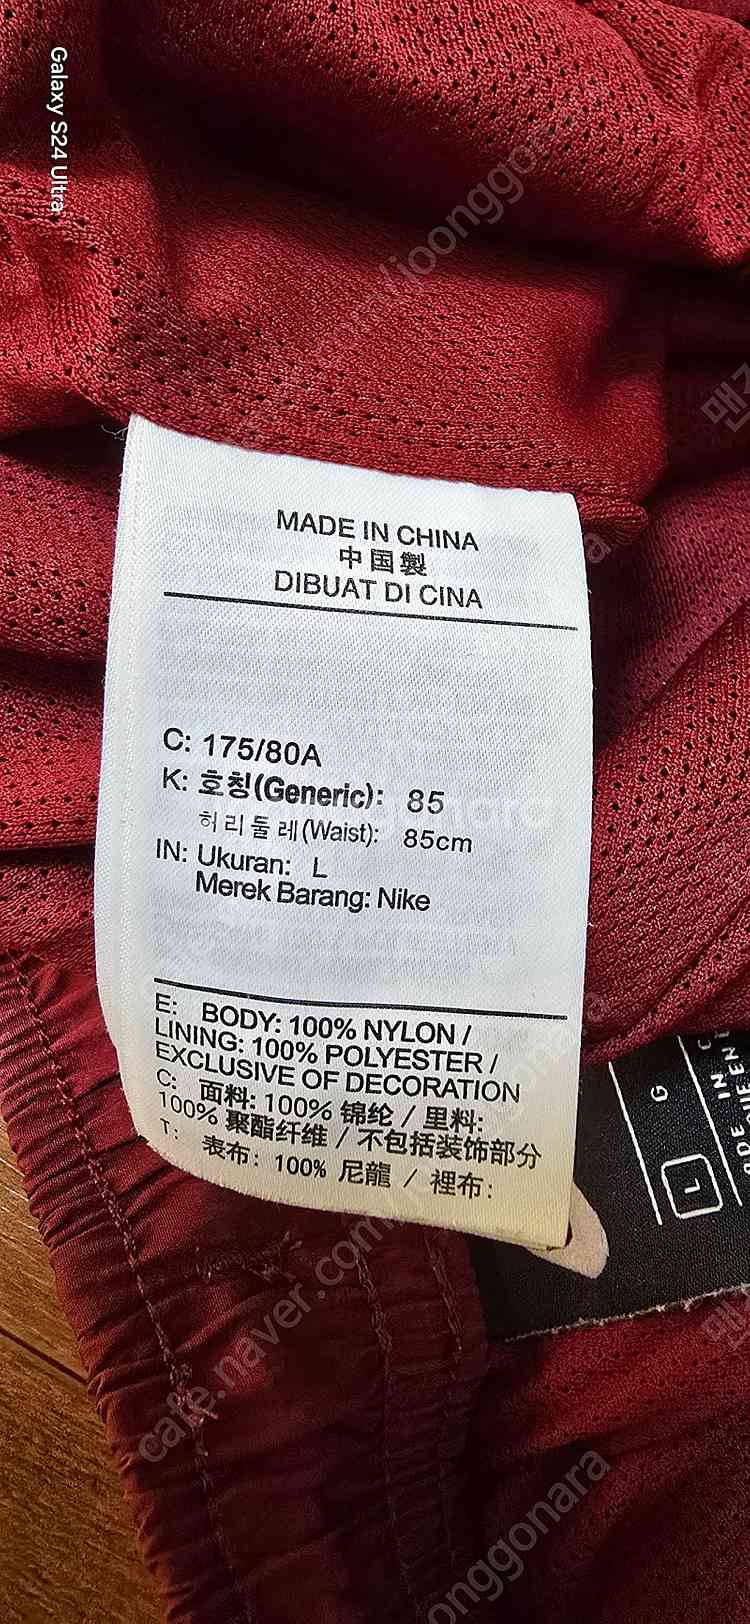 Galaxy S24 Ultra
MADE IN CHINA
中国製
DIBUAT DI CINA
C: 175/80A
K: 호칭(Generic): 85
허리둘레(Waist): 85cm
IN: Ukuran: L
Merek Barang: Nike
E: BODY: 100% NYLON /
LINING: 100% POLYESTER /
EXCLUSIVE OF DECORATION
C: 面料: 100% 锦纶 / 里料:
100% 聚酯纤维 / 不包括装饰部分
T: 表布: 100% 尼龍 / 裡布:
G
L
cafe.naver.com/joonggonara